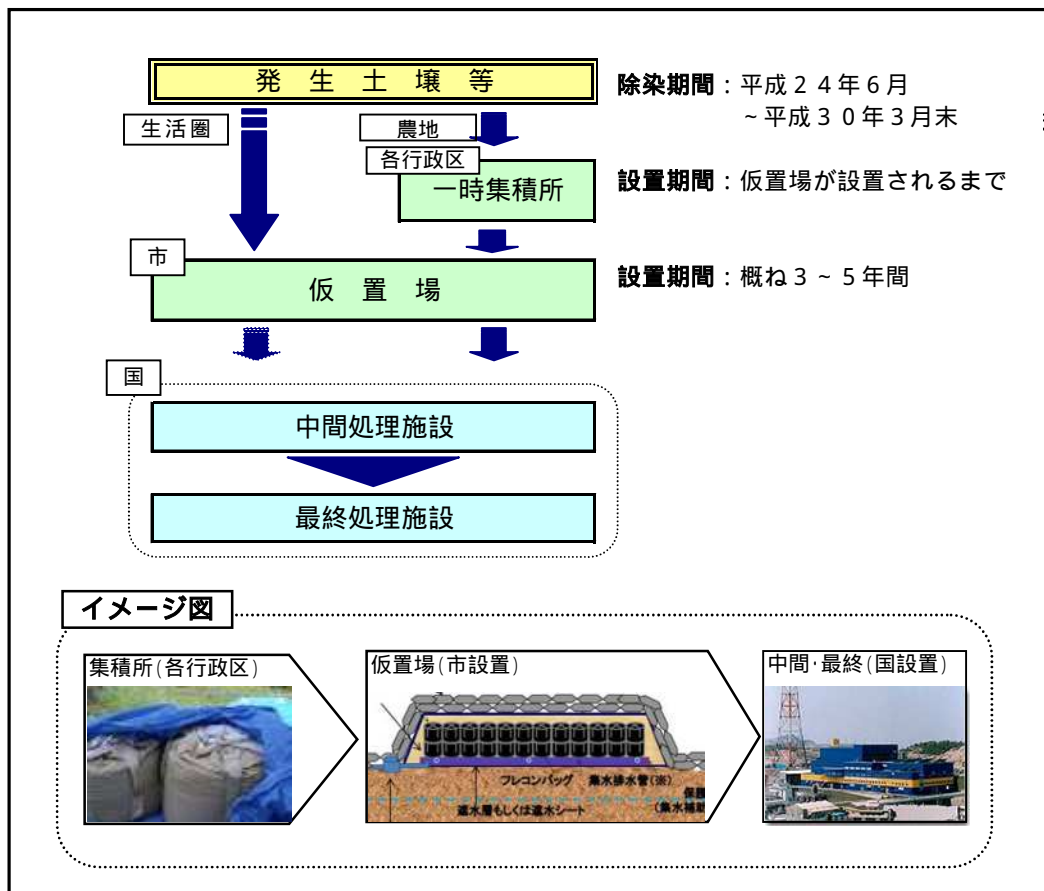 発生土壌等
除染期間：平成２４年６月
～平成３０年３月末
生活圏
農地
各行政区
一時集積所
設置期間：仮置場が設置されるまで
市
仮置場
設置期間：概ね３～５年間
国
中間処理施設
最終処理施設
イメージ図
集積所(各行政区)
仮置場(市設置)
中間･最終(国設置)
フレコンバッグ
集水排水管(※)
遮水層もしくは遮水シート
(集水補助